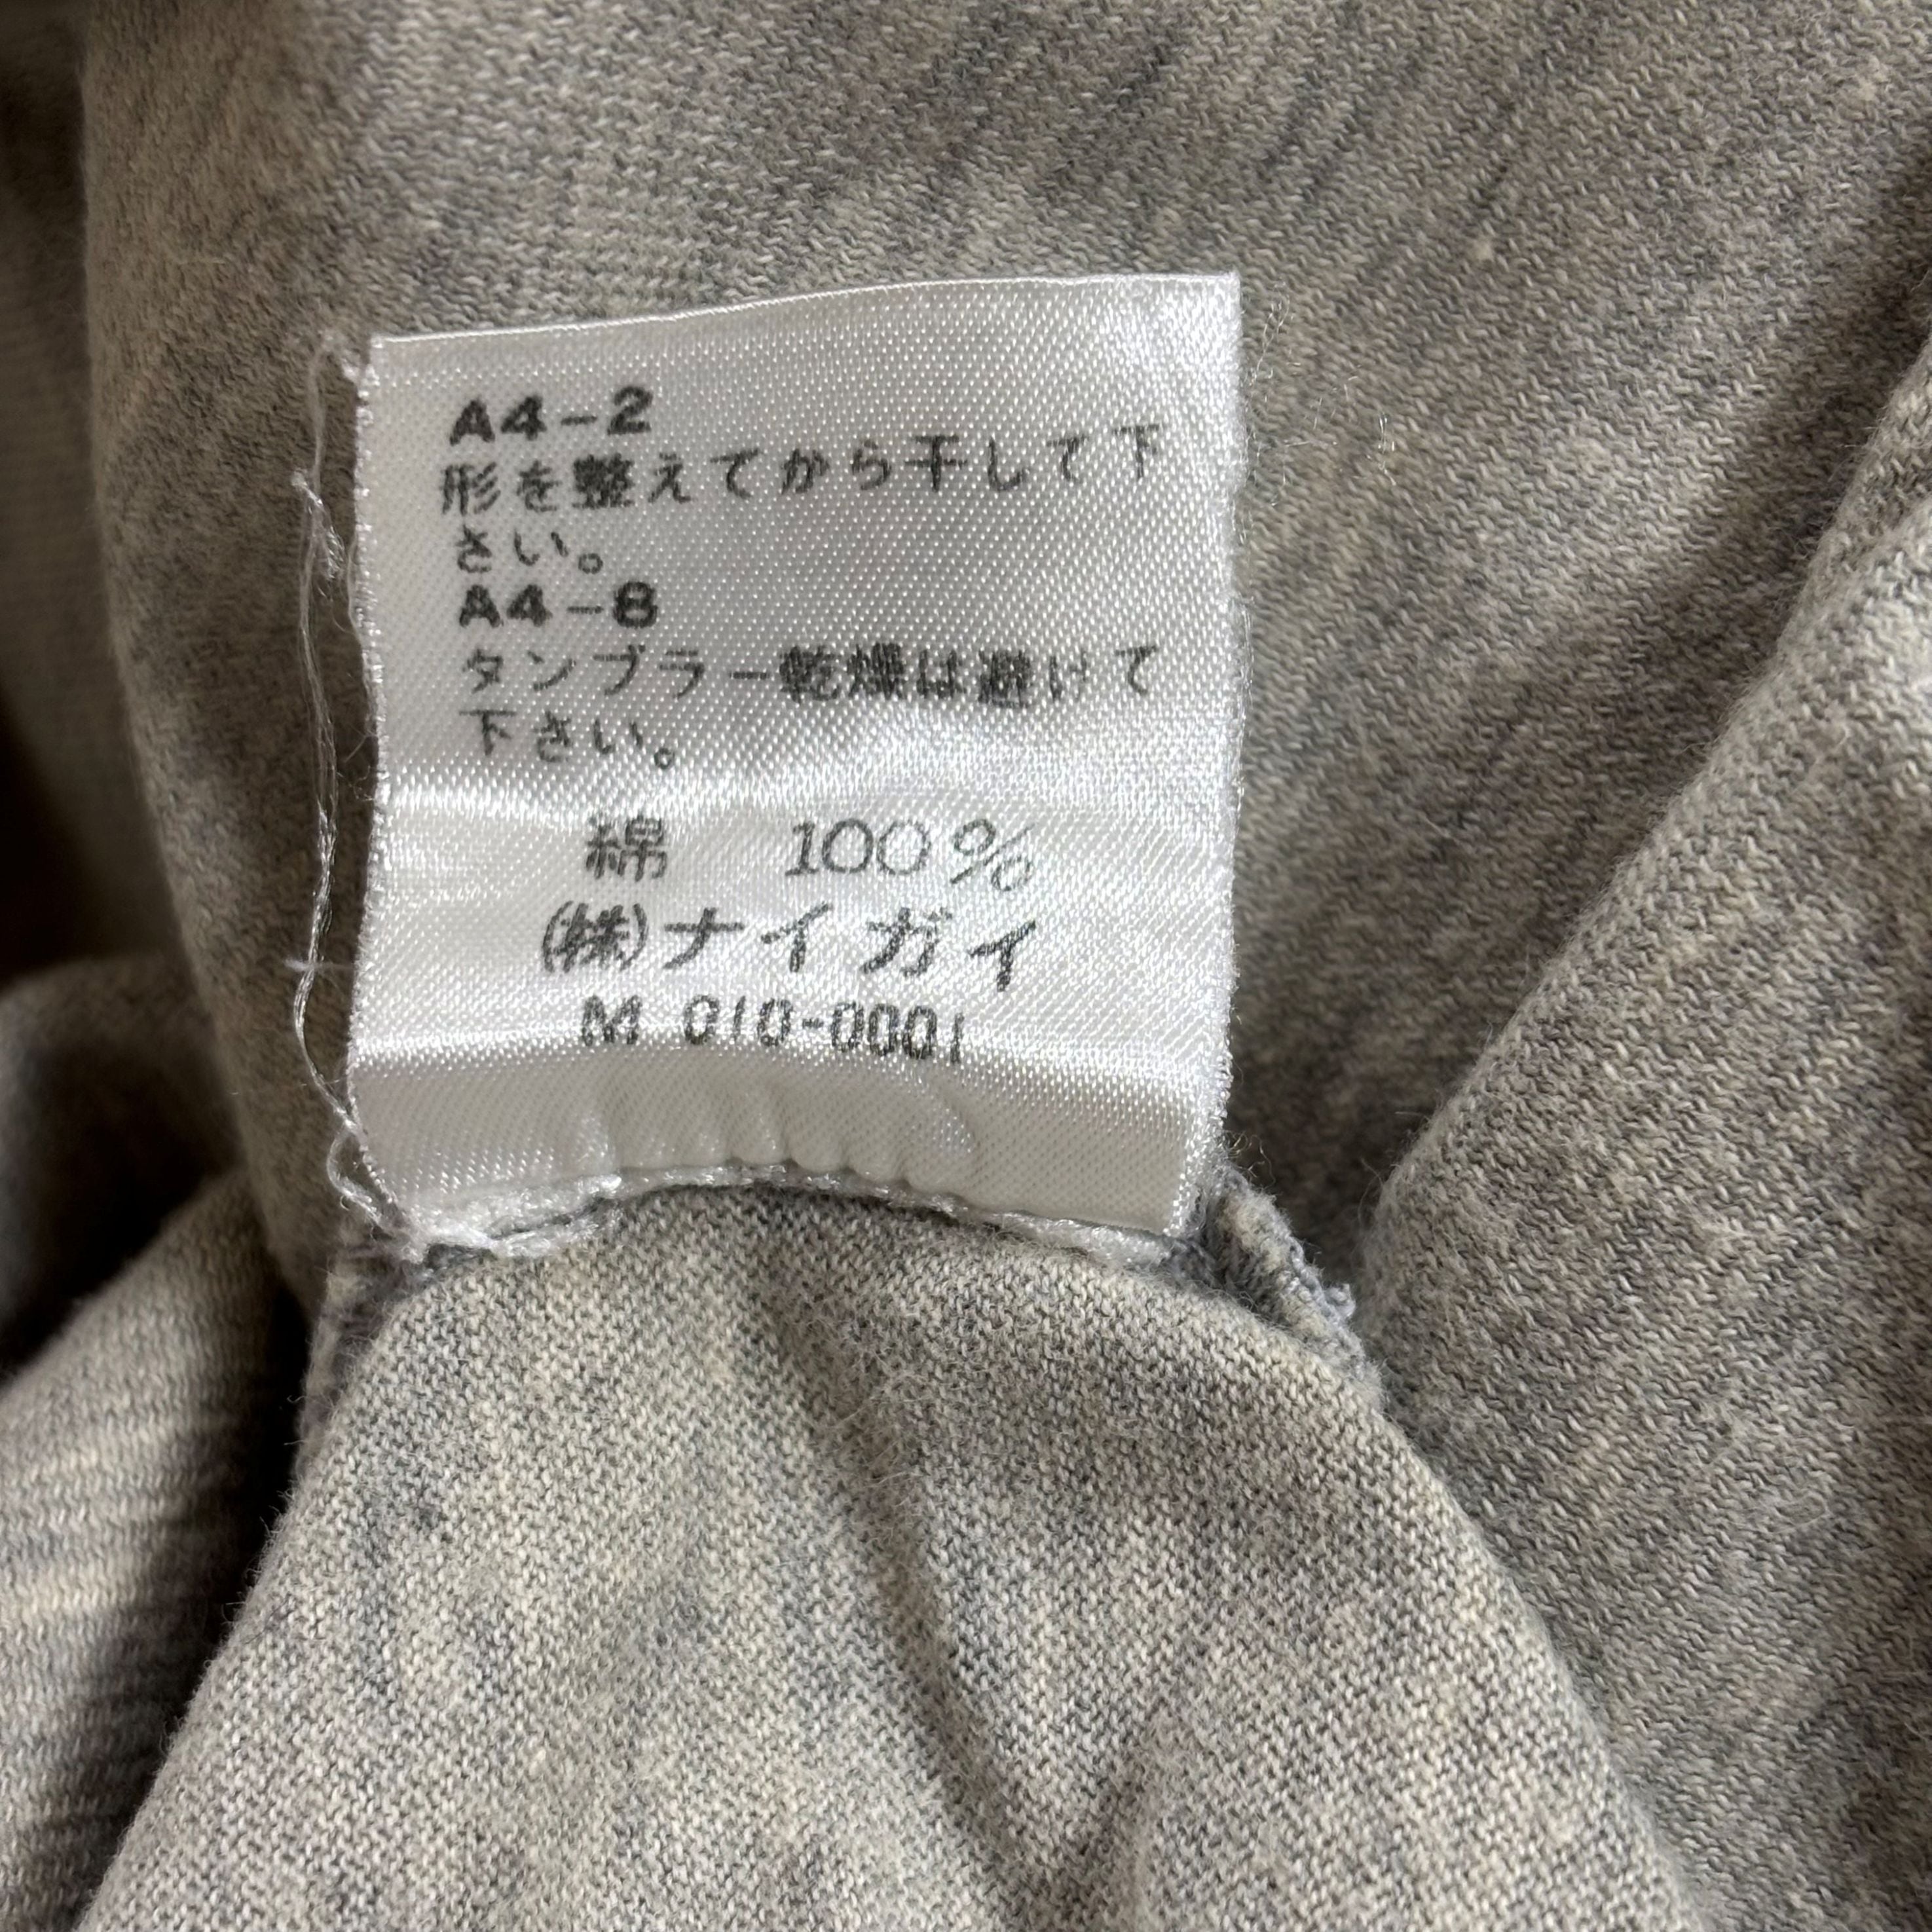 A4-2
形を整えてから干して下
さい。
A4-8
タンブラー乾燥は避けて
下さい。
綿 100%
(株)ナイガイ
M 010-0001